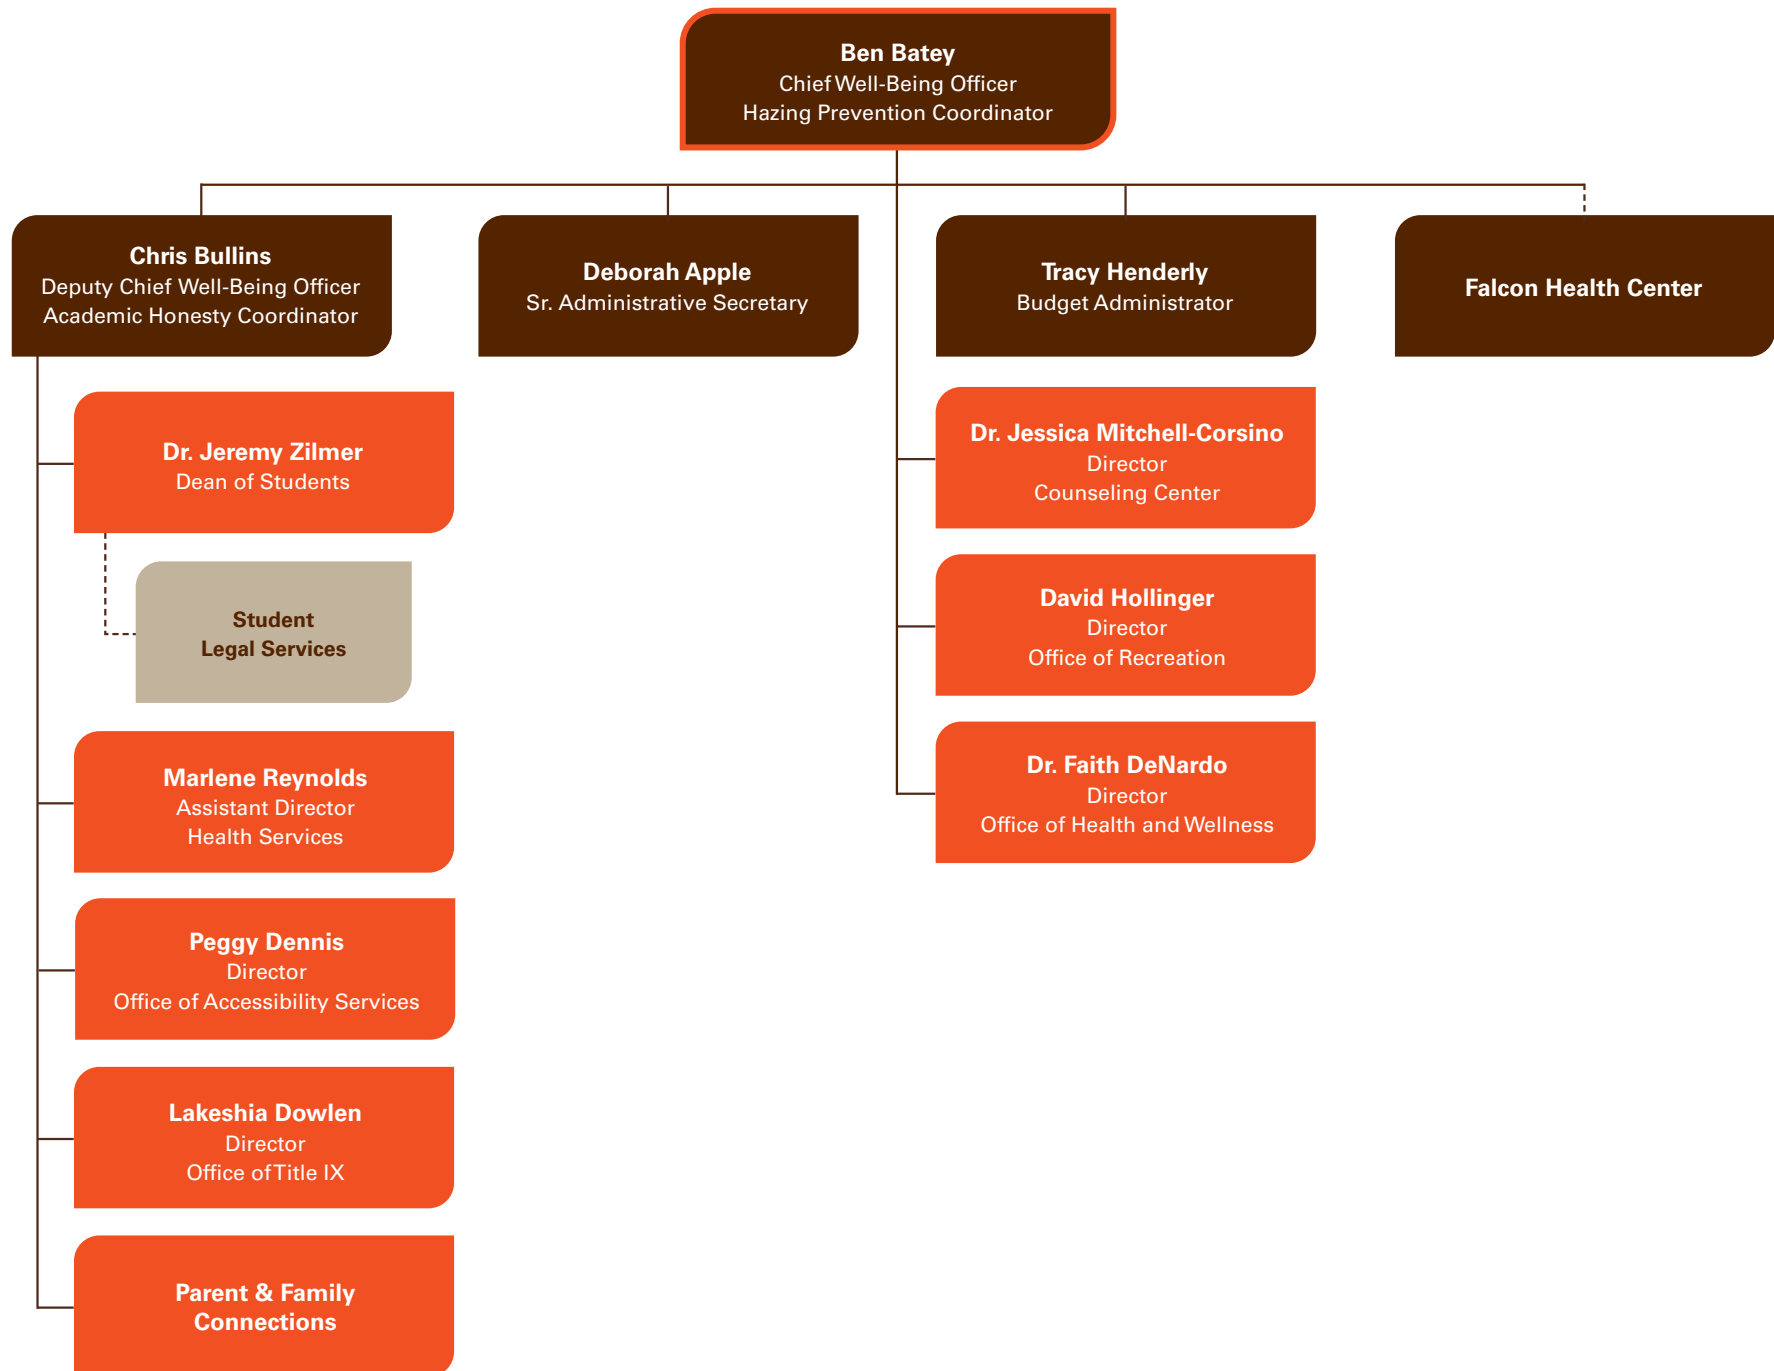 Ben Batey
Chief Well-Being Officer
Hazing Prevention Coordinator
Chris Bullins
Deputy Chief Well-Being Officer
Academic Honesty Coordinator
Deborah Apple
Sr. Administrative Secretary
Tracy Henderly
Budget Administrator
Falcon Health Center
Dr. Jeremy Zilmer
Dean of Students
Student
Legal Services
Marlene Reynolds
Assistant Director
Health Services
Peggy Dennis
Director
Office of Accessibility Services
Lakeshia Dowlen
Director
Office of Title IX
Parent & Family
Connections
Dr. Jessica Mitchell-Corsino
Director
Counseling Center
David Hollinger
Director
Office of Recreation
Dr. Faith DeNardo
Director
Office of Health and Wellness